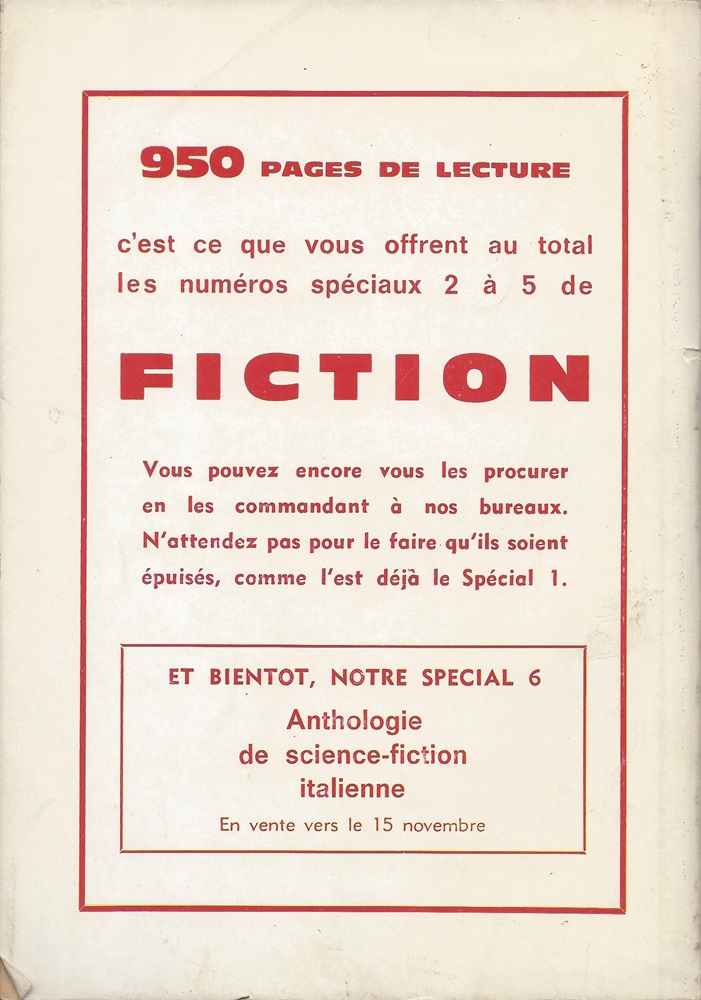 950 PAGES DE LECTURE
c'est ce que vous offrent au total
les numéros spéciaux 2 à 5 de
FICTION
Vous pouvez encore vous les procurer
en les commandant à nos bureaux.
N'attendez pas pour le faire qu'ils soient
épuisés, comme l'est déjà le Spécial 1.
ET BIENTOT, NOTRE SPECIAL 6
Anthologie
de science-fiction
italienne
En vente vers le 15 novembre